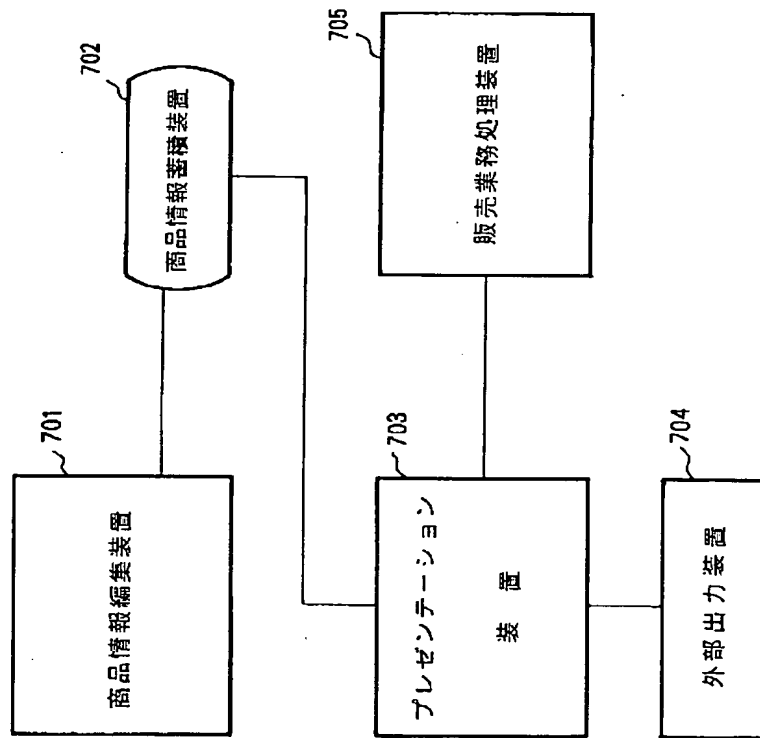 701
商品情報編集装置
702
商品情報蓄積装置
703
プレゼンテーション
装置
704
外部出力装置
705
販売業務処理装置